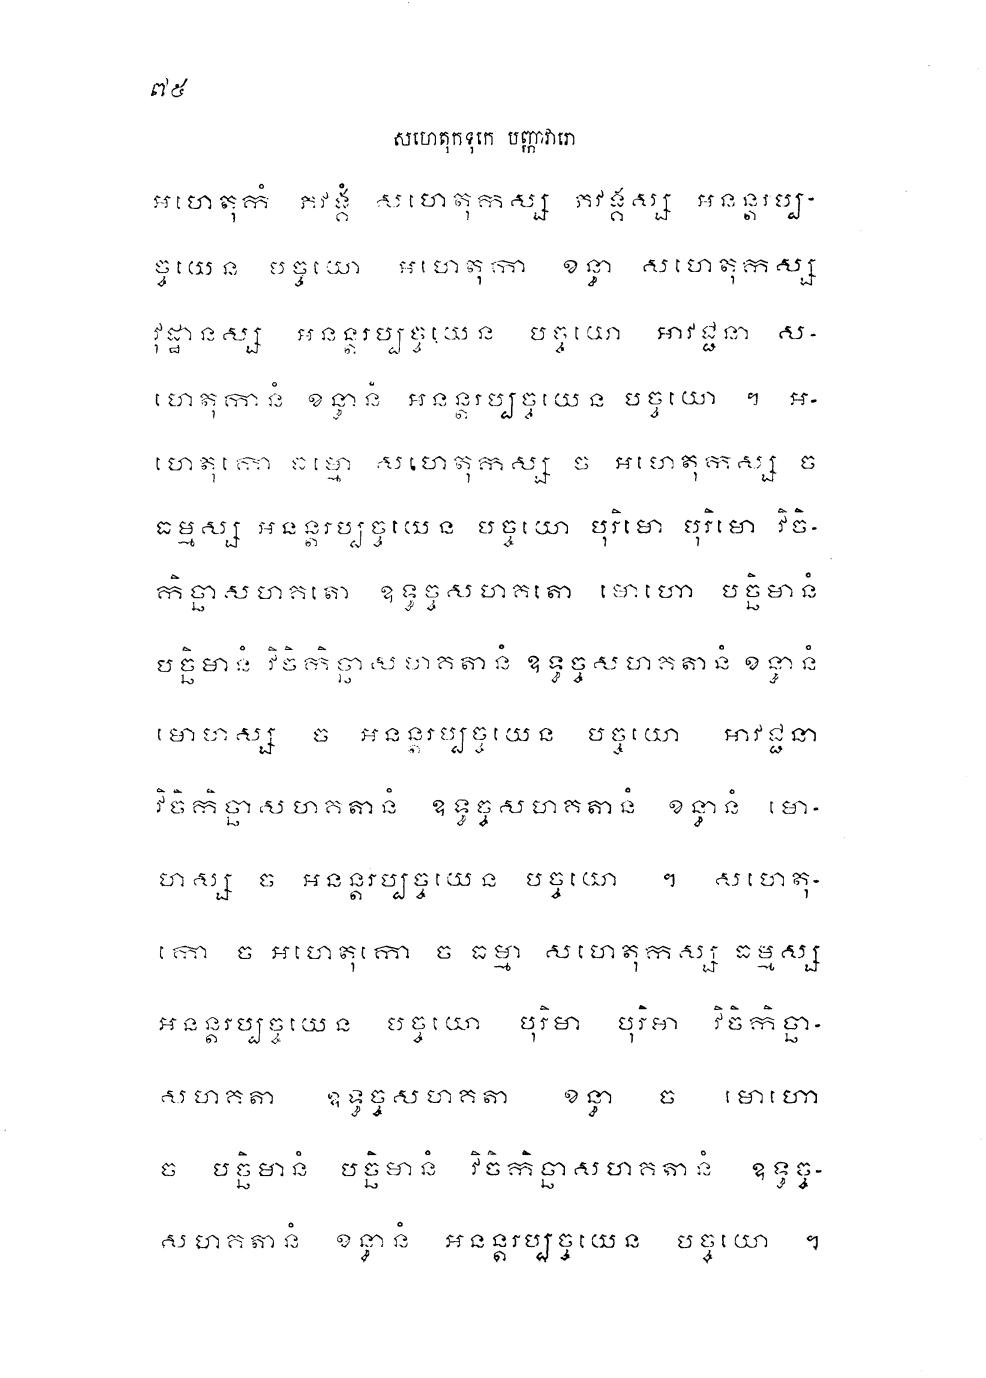 ៧៥
សហេតុកទុកេ បញ្ហាវារោ
អហេតុកំ ភវង្គំ សហេតុកស្ស ភវង្គស្ស អនន្តរប្ប-
ច្ចយេន បច្ចយោ អហេតុកា ខន្ធា សហេតុកស្ស
វុដ្ឋានស្ស អនន្តរប្បច្ចយេន បច្ចយោ អាវជ្ជនា ស-
ហេតុកានំ ខន្ធានំ អនន្តរប្បច្ចយេន បច្ចយោ ។ អ-
ហេតុកោ ធម្មោ សហេតុកស្ស ច អហេតុកស្ស ច
ធម្មស្ស អនន្តរប្បច្ចយេន បច្ចយោ បុរិមោ បុរិមោ វិចិ-
កិច្ឆាសហគតោ ឧទ្ធច្ចសហគតោ មោហោ បច្ឆិមានំ
បច្ឆិមានំ វិចិកិច្ឆាសហគតានំ ឧទ្ធច្ចសហគតានំ ខន្ធានំ
មោហស្ស ច អនន្តរប្បច្ចយេន បច្ចយោ អាវជ្ជនា
វិចិកិច្ឆាសហគតានំ ឧទ្ធច្ចសហគតានំ ខន្ធានំ មោ-
ហស្ស ច អនន្តរប្បច្ចយេន បច្ចយោ ។ សហេតុ-
កោ ច អហេតុកោ ច ធម្មា សហេតុកស្ស ធម្មស្ស
អនន្តរប្បច្ចយេន បច្ចយោ បុរិមា បុរិមា វិចិកិច្ឆា-
សហគតា ឧទ្ធច្ចសហគតា ខន្ធា ច មោហោ
ច បច្ឆិមានំ បច្ឆិមានំ វិចិកិច្ឆាសហគតានំ ឧទ្ធច្ច-
សហគតានំ ខន្ធានំ អនន្តរប្បច្ចយេន បច្ចយោ ។